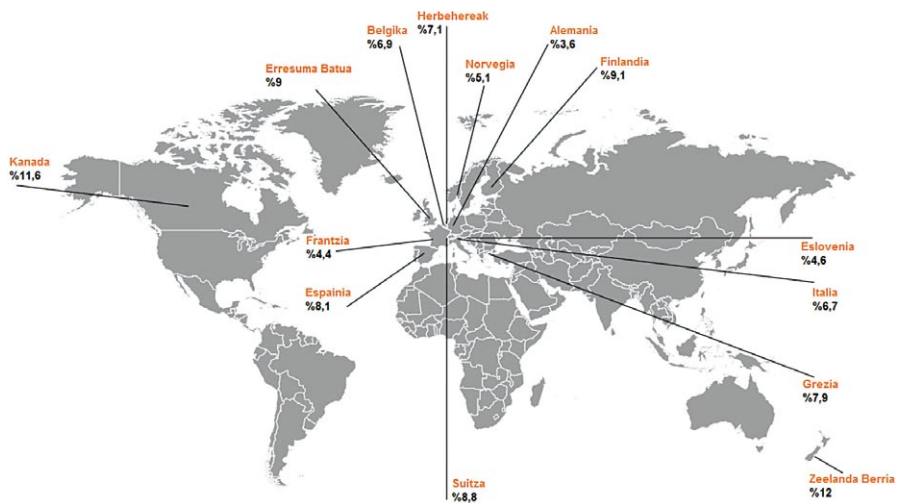 Herbehereak
%7,1
Belgika
%6,9
Alemania
%3,6
Norvegia
%5,1
Finlandia
%9,1
Erresuma Batua
%9
Kanada
%11,6
Frantzia
%4,4
Eslovenia
%4,6
Espainia
%8,1
Italia
%6,7
Grezia
%7,9
Zeelanda Berria
%12
Suitza
%8,8